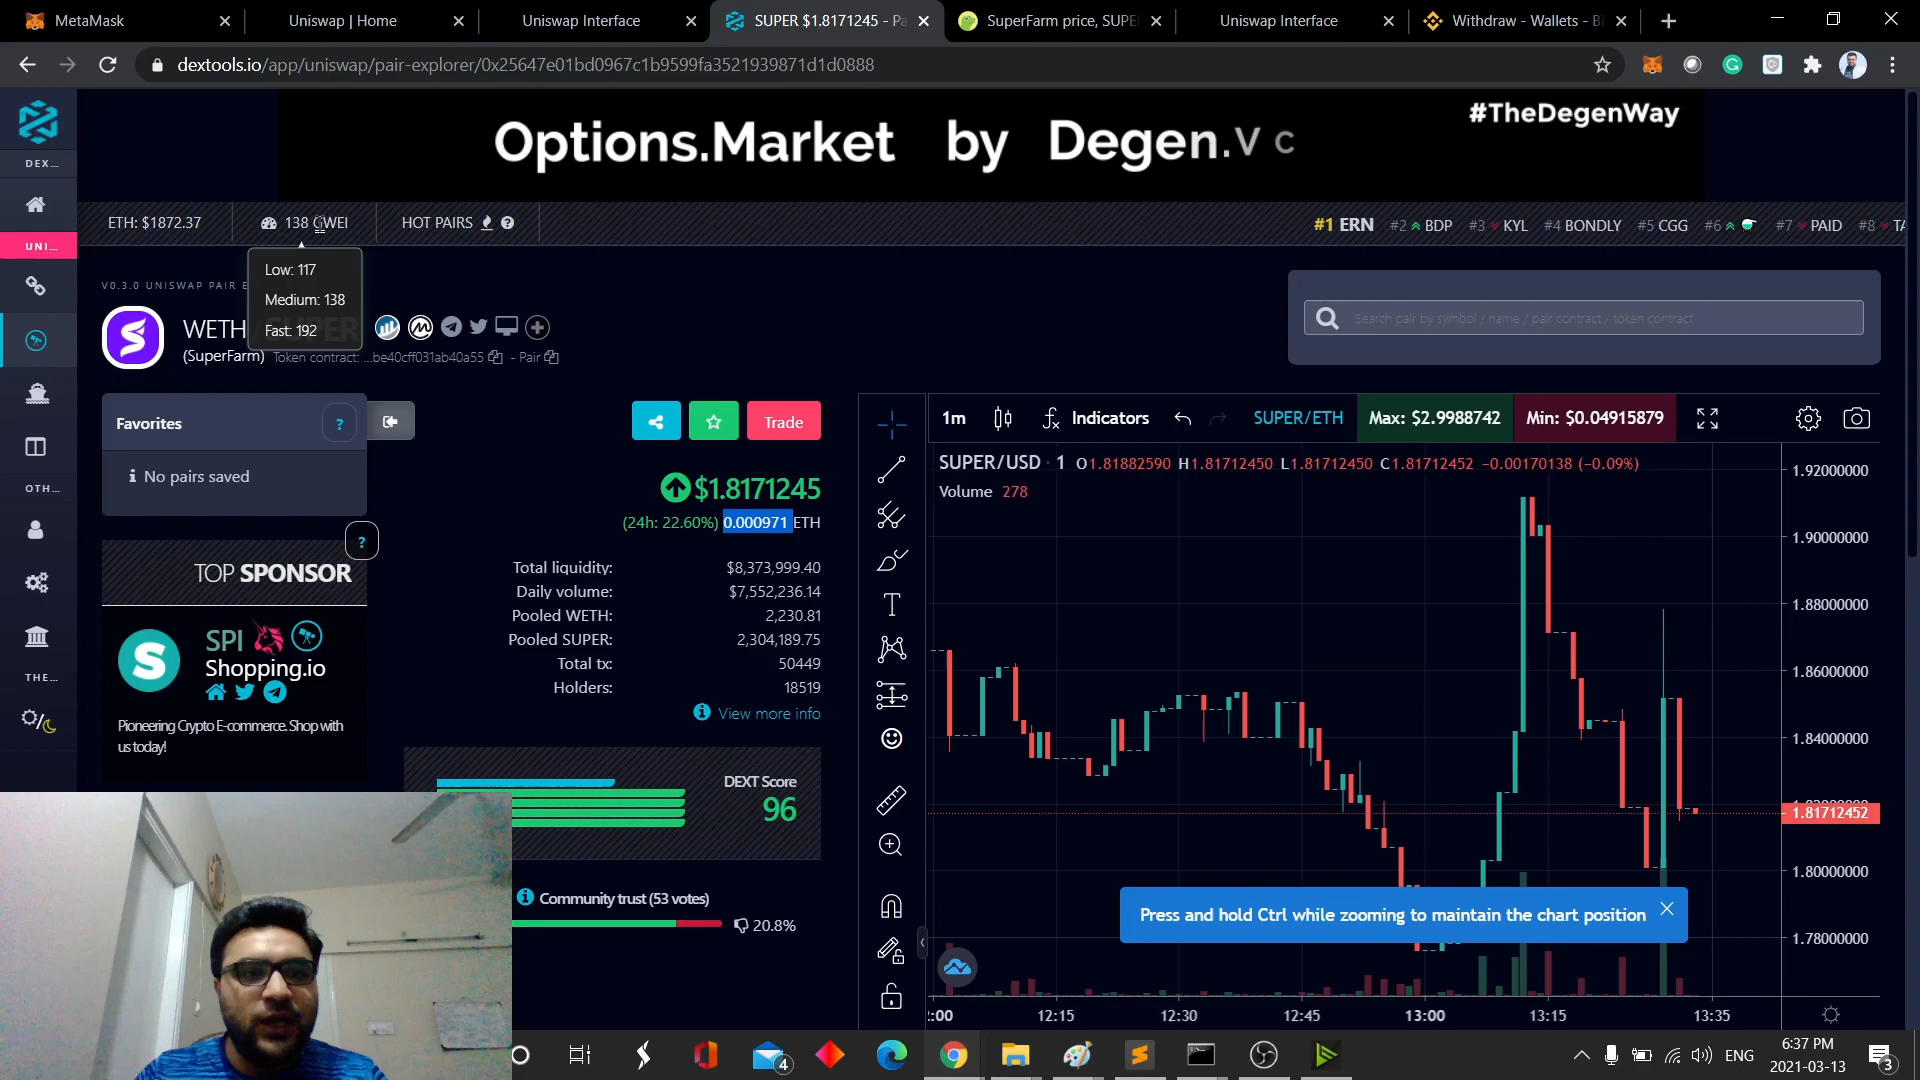 MetaMask
Uniswap | Home
Uniswap Interface
SUPER $1.8171245 - Pa
SuperFarm price, SUPE
Uniswap Interface
Withdraw - Wallets - Bi
dextools.io/app/uniswap/pair-explorer/0x25647e01bd0967c1b9599fa3521939871d1d0888
#TheDegenWay
Options.Market by Degen.Vc
DEX...
ETH: $1872.37
138 GWEI
HOT PAIRS
#1 ERN
#2 BDP
#3 KYL
#4 BONDLY
#5 CGG
#6
#7 PAID
#8 TA
UNI...
Low: 117
Medium: 138
Fast: 192
V0.3.0 UNISWAP PAIR E
WETH/SUPER
(SuperFarm) Token contract: ...be40cff031ab40a55 - Pair
Search pair by symbol / name / pair contract / token contract
Favorites
?
No pairs saved
Trade
1m
Indicators
SUPER/ETH
Max: $2.9988742
Min: $0.04915879
SUPER/USD · 1 O1.81882590 H1.81712450 L1.81712450 C1.81712452 -0.00170138 (-0.09%)
Volume 278
$1.8171245
(24h: 22.60%) 0.000971 ETH
Total liquidity: $8,373,999.40
Daily volume: $7,552,236.14
Pooled WETH: 2,230.81
Pooled SUPER: 2,304,189.75
Total tx: 50449
Holders: 18519
View more info
OTH...
?
TOP SPONSOR
SPI
Shopping.io
Pioneering Crypto E-commerce. Shop with
us today!
THE...
DEXT Score
96
Community trust (53 votes)
20.8%
1.92000000
1.90000000
1.88000000
1.86000000
1.84000000
1.81712452
1.80000000
1.78000000
Press and hold Ctrl while zooming to maintain the chart position
:00
12:15
12:30
12:45
13:00
13:15
13:35
4
ENG
6:37 PM
2021-03-13
3